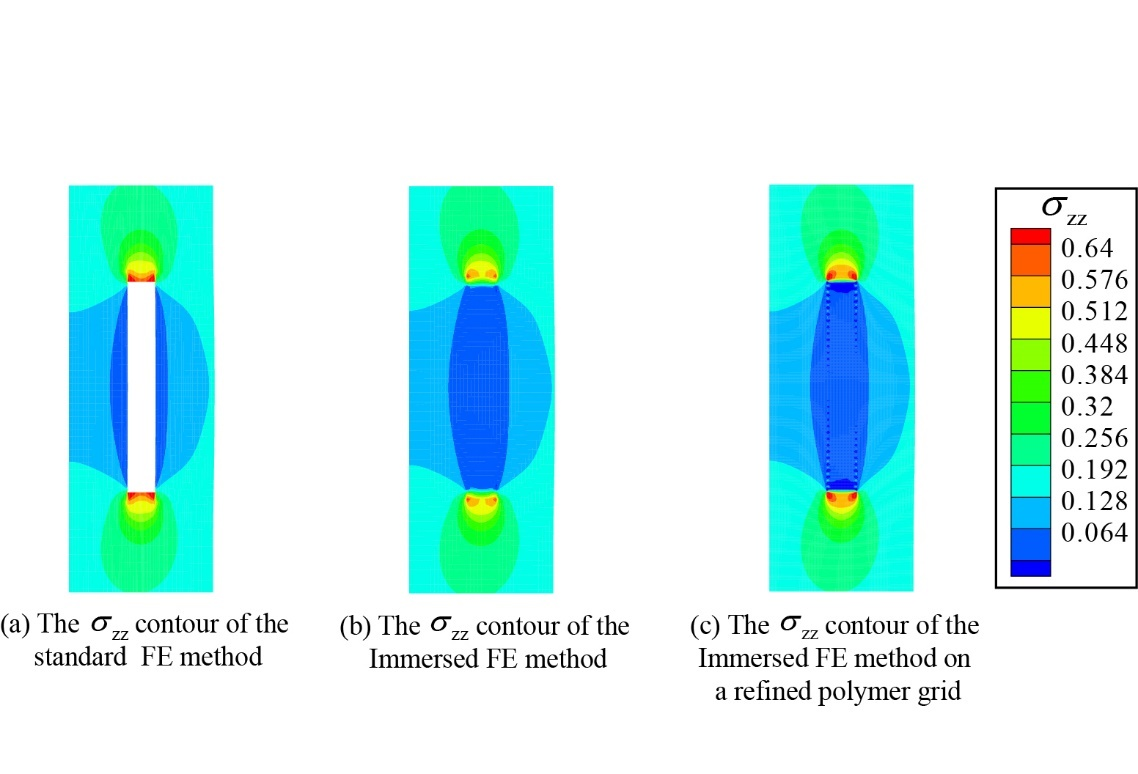 σzz
0.64
0.576
0.512
0.448
0.384
0.32
0.256
0.192
0.128
0.064
(a) The σzz contour of the
standard FE method
(b) The σzz contour of the
Immersed FE method
(c) The σzz contour of the
Immersed FE method on
a refined polymer grid